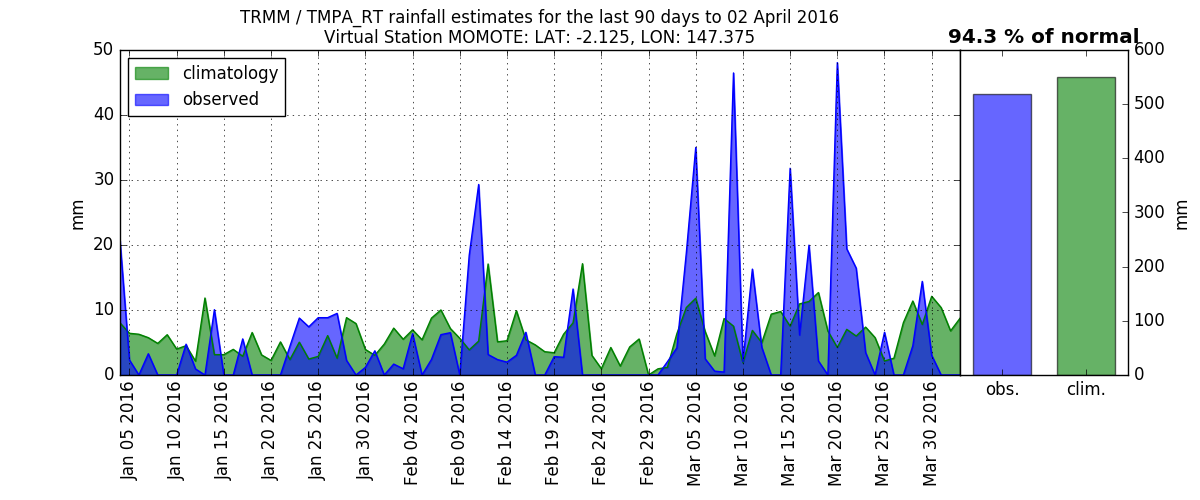 TRMM / TMPA_RT rainfall estimates for the last 90 days to 02 April 2016
Virtual Station MOMOTE: LAT: -2.125, LON: 147.375
94.3 % of normal
climatology
observed
50
40
30
20
10
0
mm
Jan 05 2016
Jan 10 2016
Jan 15 2016
Jan 20 2016
Jan 25 2016
Jan 30 2016
Feb 04 2016
Feb 09 2016
Feb 14 2016
Feb 19 2016
Feb 24 2016
Feb 29 2016
Mar 05 2016
Mar 10 2016
Mar 15 2016
Mar 20 2016
Mar 25 2016
Mar 30 2016
obs.
clim.
600
500
400
300
200
100
0
mm